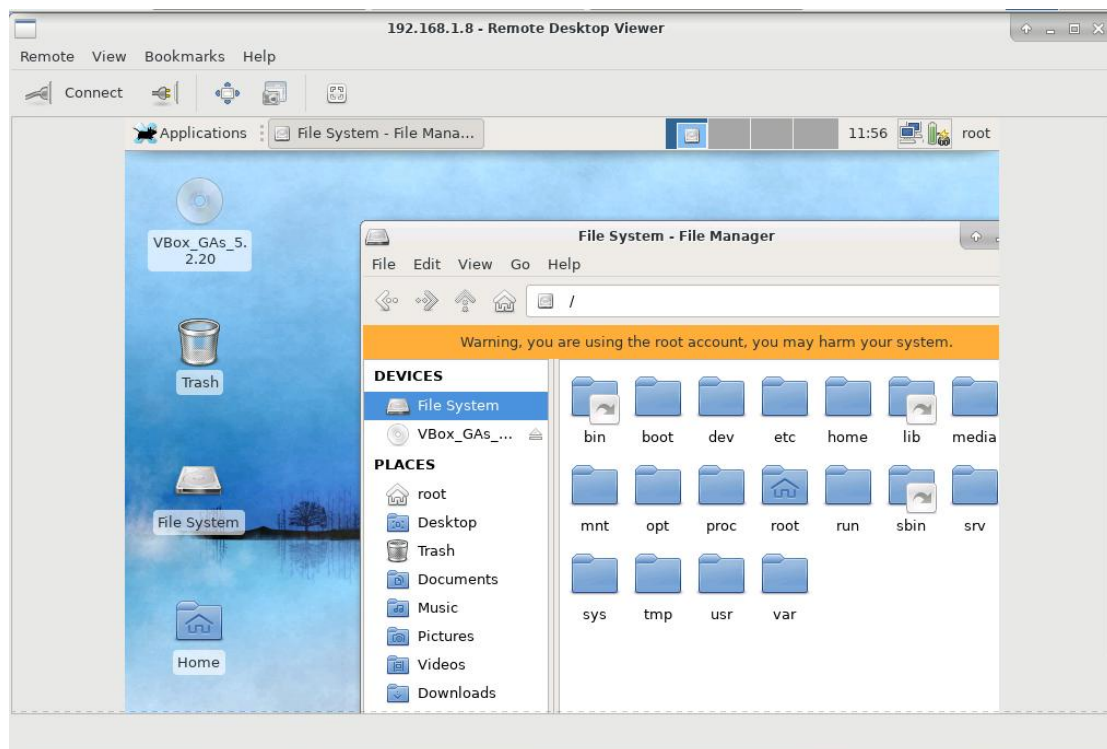 192.168.1.8 - Remote Desktop Viewer
Remote View Bookmarks Help
Connect
Applications File System - File Mana... 11:56 root
VBox_GAs_5.
2.20
Trash
File System
Home
File System - File Manager
File Edit View Go Help
/
Warning, you are using the root account, you may harm your system.
DEVICES
File System
VBox_GAs_...
PLACES
root
Desktop
Trash
Documents
Music
Pictures
Videos
Downloads
bin boot dev etc home lib media
mnt opt proc root run sbin srv
sys tmp usr var